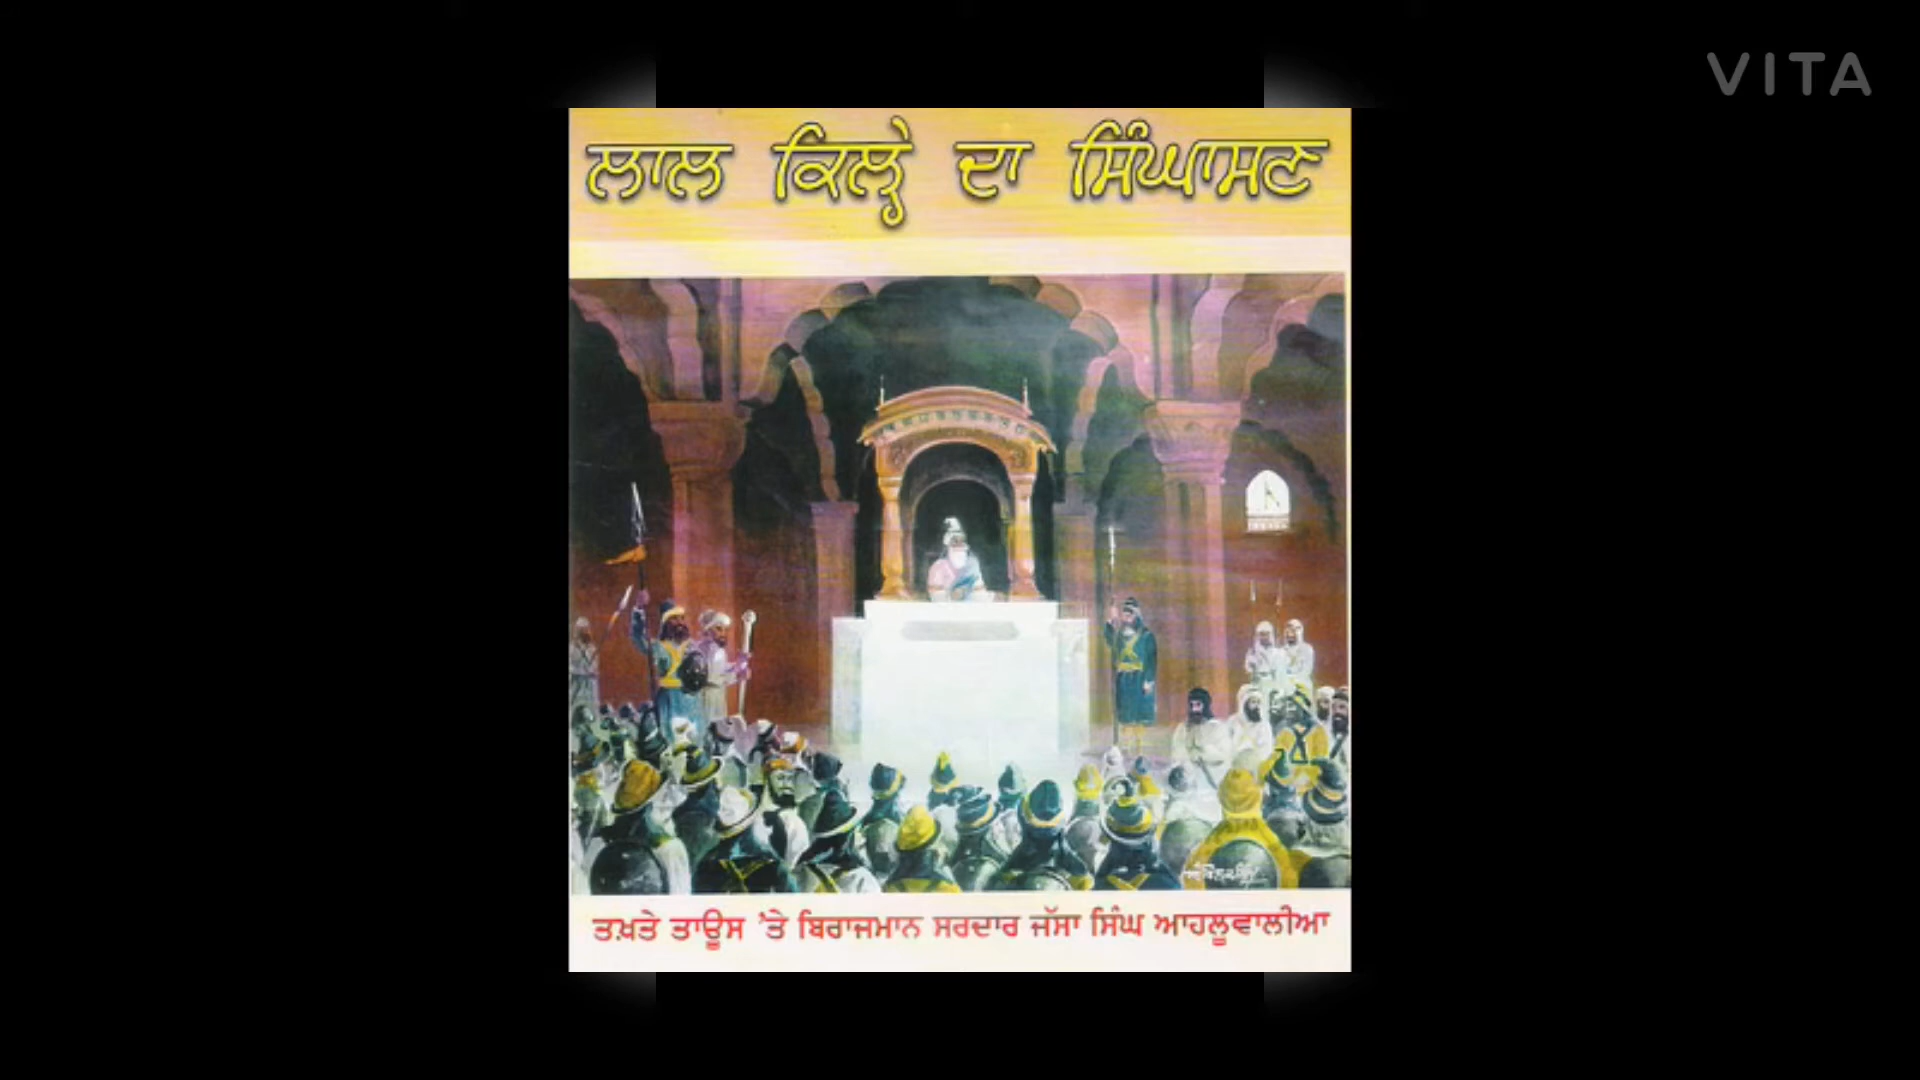 VITA
ਲਾਲ ਕਿਲ੍ਹੇ ਦਾ ਸਿੰਘਾਸਣ
ਤਖ਼ਤੇ ਤਾਊਸ 'ਤੇ ਬਿਰਾਜਮਾਨ ਸਰਦਾਰ ਜੱਸਾ ਸਿੰਘ ਆਹਲੂਵਾਲੀਆ